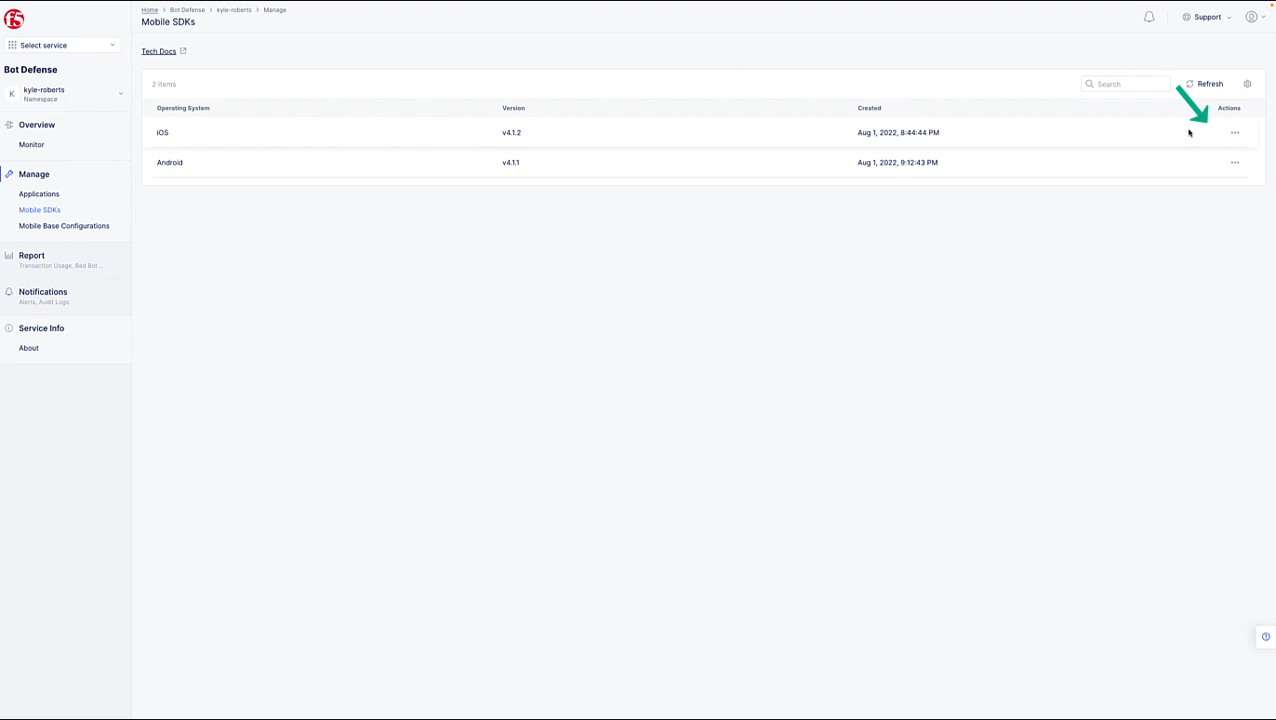 Home > Bot Defense > kyle-roberts > Manage
Mobile SDKs
Support
Select service
Tech Docs
Bot Defense
K kyle-roberts
Namespace
2 items
Search
Refresh
Operating System Version Created Actions
iOS v4.1.2 Aug 1, 2022, 8:44:44 PM ...
Android v4.1.1 Aug 1, 2022, 9:12:43 PM ...
Overview
Monitor
Manage
Applications
Mobile SDKs
Mobile Base Configurations
Report
Transaction Usage, Bad Bot ...
Notifications
Alerts, Audit Logs
Service Info
About